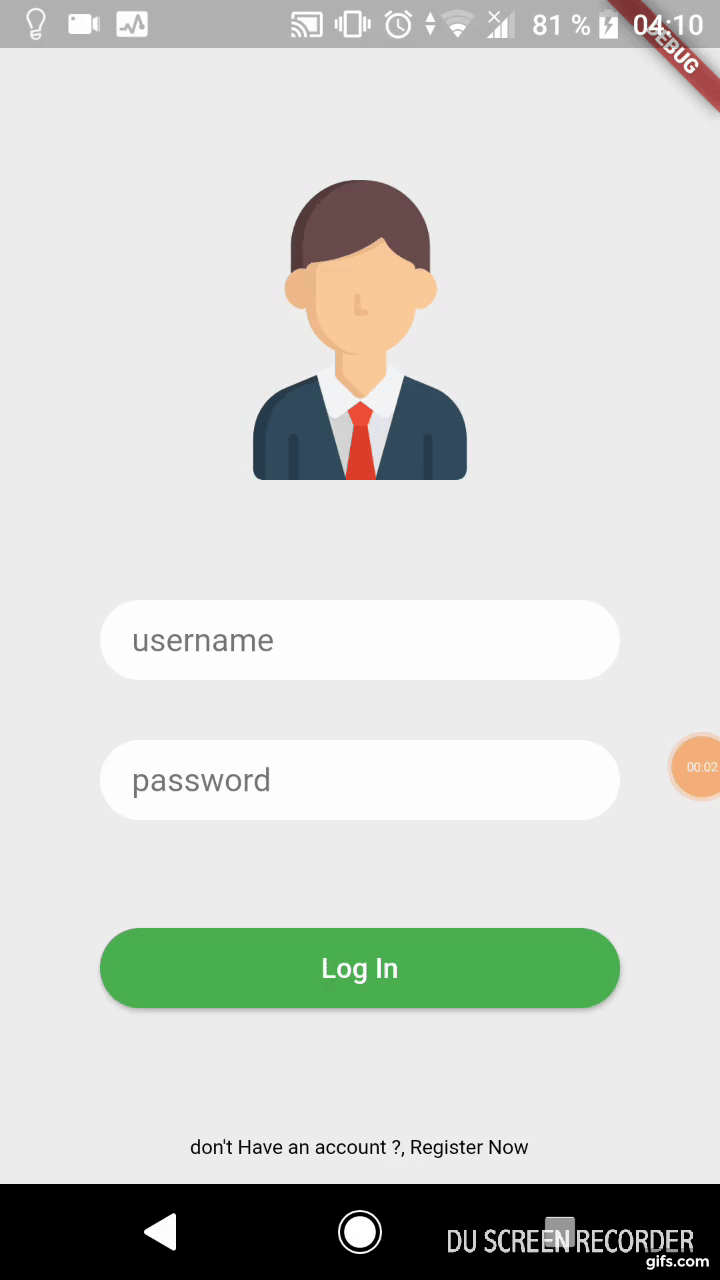 81 % 04:10
DEBUG
username
password
00:02
Log In
don't Have an account ?, Register Now
DU SCREEN RECORDER
gifs.com